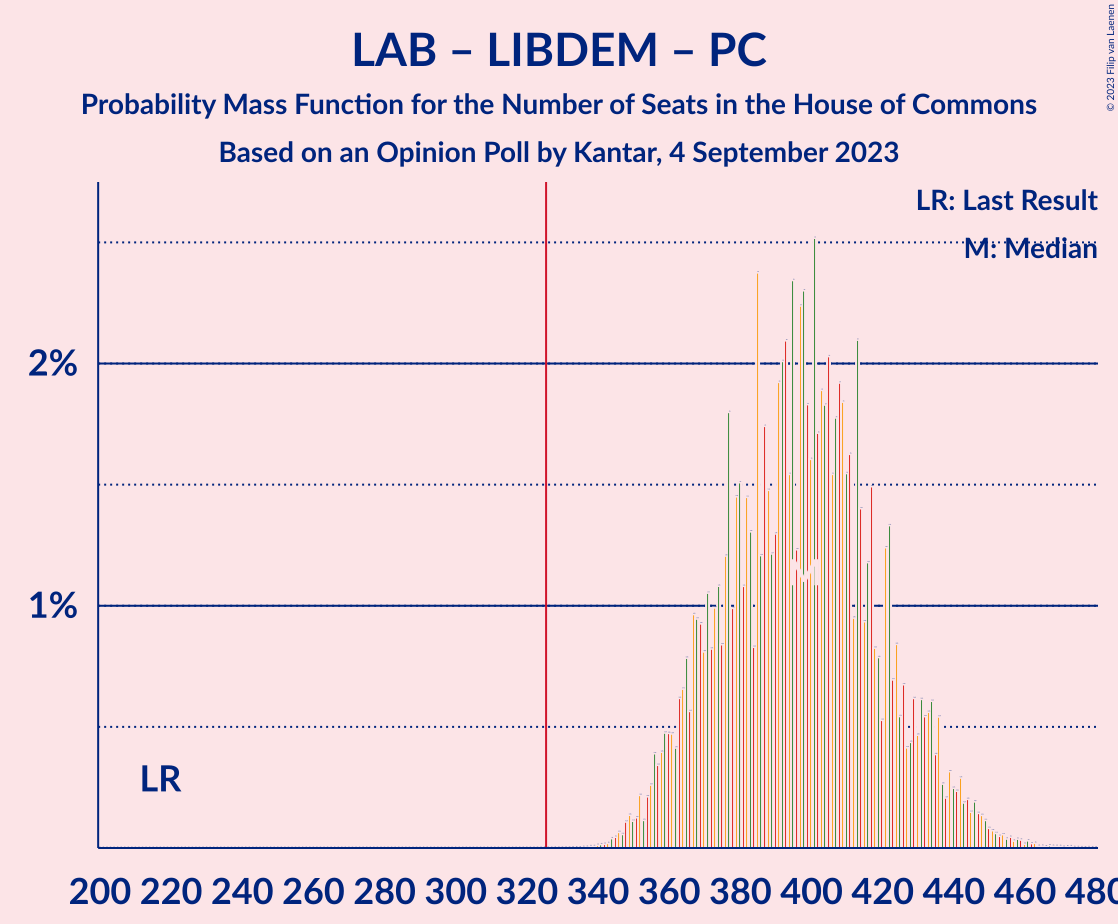 LAB – LIBDEM – PC
Probability Mass Function for the Number of Seats in the House of Commons
Based on an Opinion Poll by Kantar, 4 September 2023
© 2023 Filip van Laenen
LR: Last Result
M: Median
2%
1%
LR
M
200 220 240 260 280 300 320 340 360 380 400 420 440 460 480